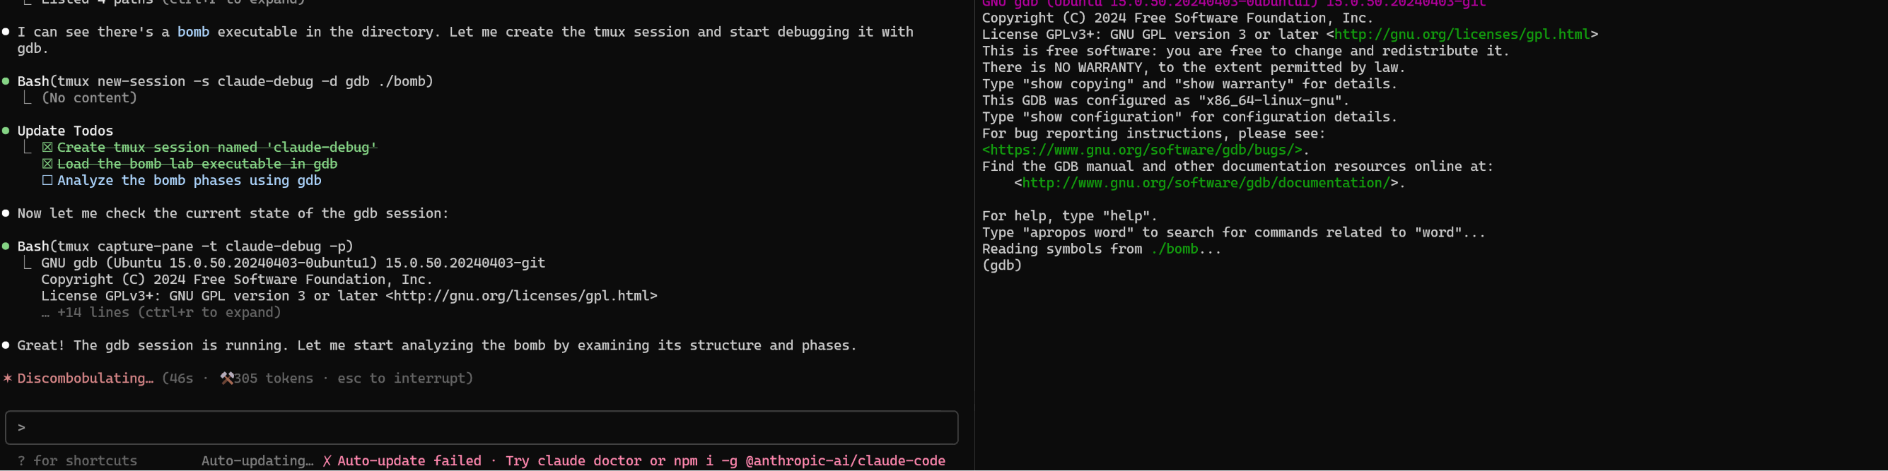 Listed 4 paths (ctrl+r to expand)
● I can see there's a bomb executable in the directory. Let me create the tmux session and start debugging it with
gdb.
● Bash(tmux new-session -s claude-debug -d gdb ./bomb)
⎿ (No content)
● Update Todos
⎿ ☒ Create tmux session named 'claude-debug'
☒ Load the bomb lab executable in gdb
☐ Analyze the bomb phases using gdb
● Now let me check the current state of the gdb session:
● Bash(tmux capture-pane -t claude-debug -p)
⎿ GNU gdb (Ubuntu 15.0.50.20240403-0ubuntu1) 15.0.50.20240403-git
Copyright (C) 2024 Free Software Foundation, Inc.
License GPLv3+: GNU GPL version 3 or later <http://gnu.org/licenses/gpl.html>
… +14 lines (ctrl+r to expand)
● Great! The gdb session is running. Let me start analyzing the bomb by examining its structure and phases.
✶ Discombobulating… (46s · ⚒305 tokens · esc to interrupt)
>
? for shortcuts Auto-updating… ✗ Auto-update failed · Try claude doctor or npm i -g @anthropic-ai/claude-code
GNU gdb (Ubuntu 15.0.50.20240403-0ubuntu1) 15.0.50.20240403-git
Copyright (C) 2024 Free Software Foundation, Inc.
License GPLv3+: GNU GPL version 3 or later <http://gnu.org/licenses/gpl.html>
This is free software: you are free to change and redistribute it.
There is NO WARRANTY, to the extent permitted by law.
Type "show copying" and "show warranty" for details.
This GDB was configured as "x86_64-linux-gnu".
Type "show configuration" for configuration details.
For bug reporting instructions, please see:
<https://www.gnu.org/software/gdb/bugs/>.
Find the GDB manual and other documentation resources online at:
<http://www.gnu.org/software/gdb/documentation/>.
For help, type "help".
Type "apropos word" to search for commands related to "word"...
Reading symbols from ./bomb...
(gdb)